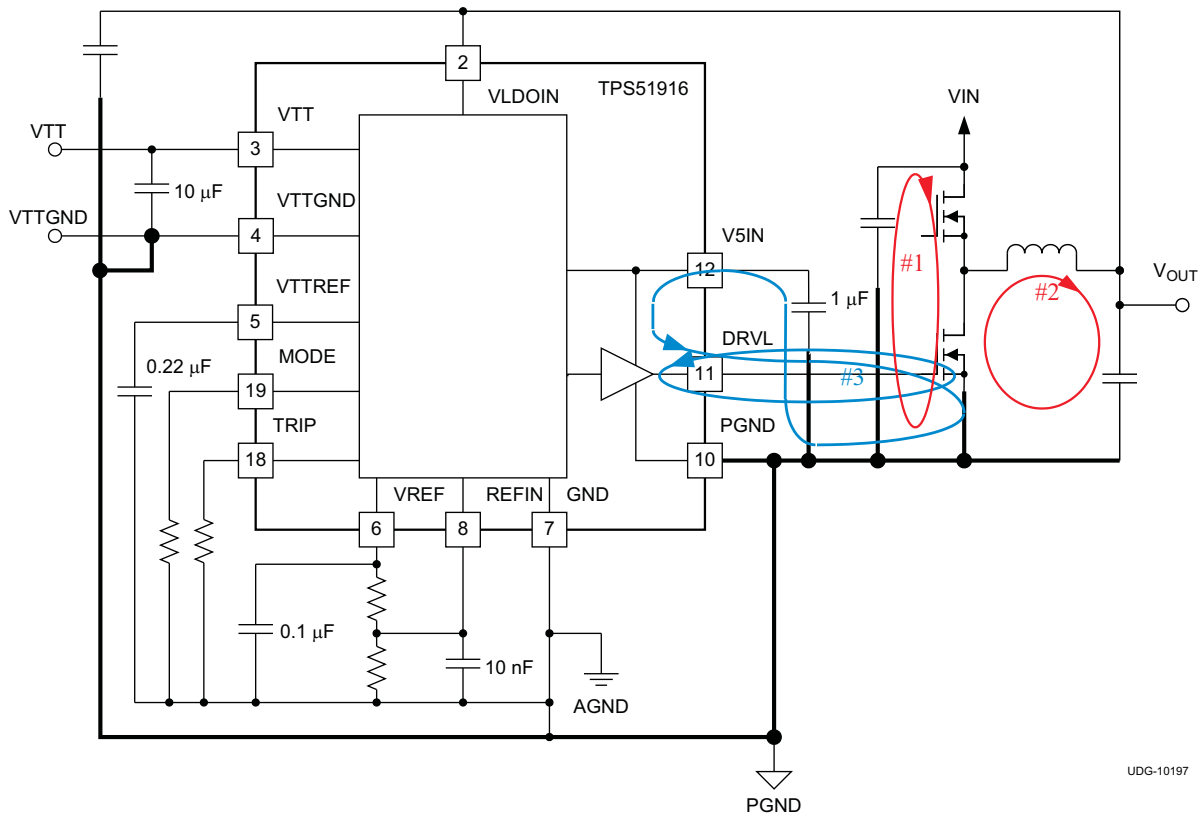 2
TPS51916
VLDOIN
VIN
VTT
VTT
3
10 µF
VTTGND
VTTGND
4
V5IN
12
#1
#2
VOUT
VTTREF
5
1 µF
DRVL
MODE
0.22 µF
11
#3
19
TRIP
PGND
18
10
VREF
REFIN
GND
6
8
7
0.1 µF
10 nF
AGND
UDG-10197
PGND